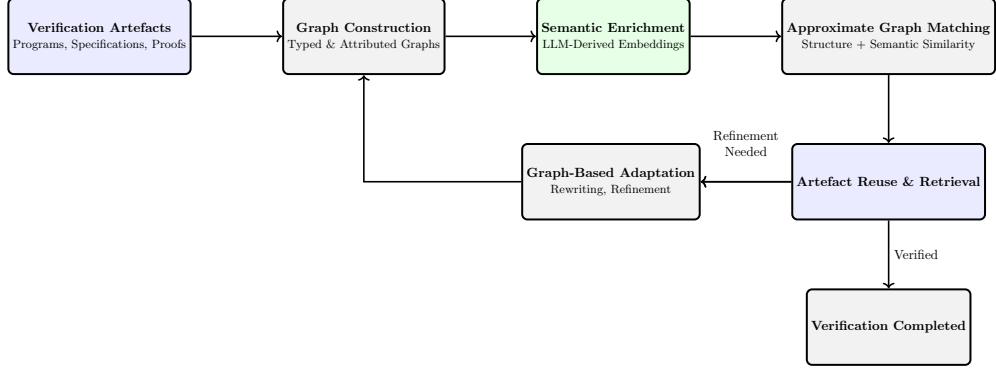 Verification Artefacts
Programs, Specifications, Proofs
Graph Construction
Typed & Attributed Graphs
Semantic Enrichment
LLM-Derived Embeddings
Approximate Graph Matching
Structure + Semantic Similarity
Refinement
Needed
Graph-Based Adaptation
Rewriting, Refinement
Artefact Reuse & Retrieval
Verified
Verification Completed